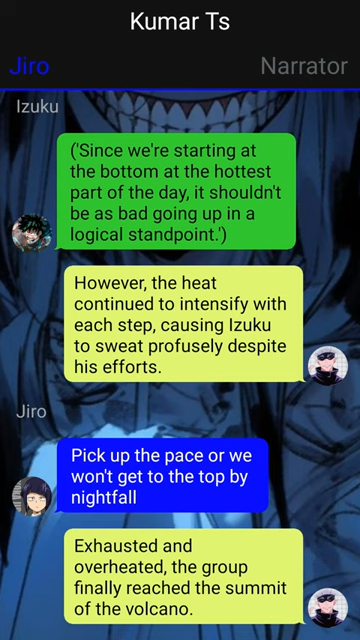 Kumar Ts
Jiro
Narrator
Izuku
('Since we're starting at
the bottom at the hottest
part of the day, it shouldn't
be as bad going up in a
logical standpoint.')
However, the heat
continued to intensify with
each step, causing Izuku
to sweat profusely despite
his efforts.
Jiro
Pick up the pace or we
won't get to the top by
nightfall
Exhausted and
overheated, the group
finally reached the summit
of the volcano.